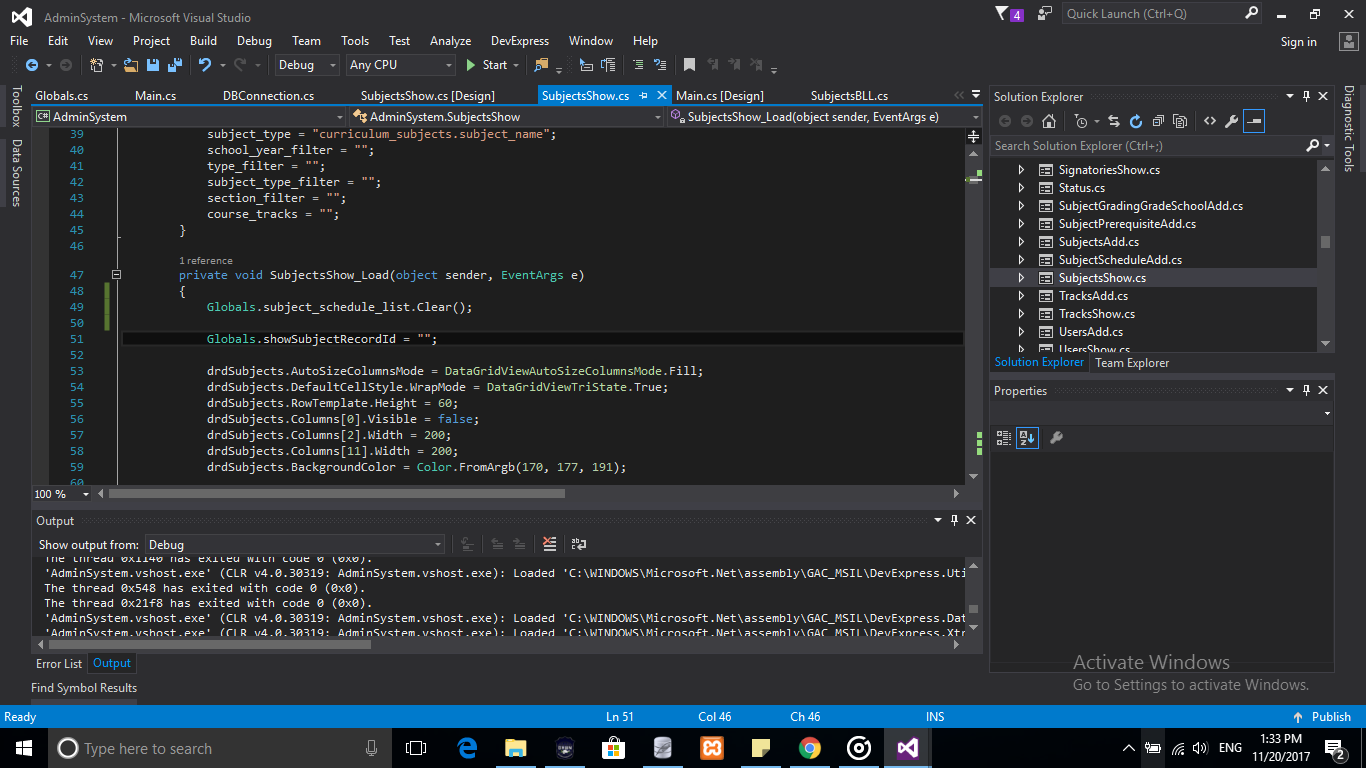 AdminSystem - Microsoft Visual Studio
4
Quick Launch (Ctrl+Q)
File Edit View Project Build Debug Team Tools Test Analyze DevExpress Window Help
Sign in
Debug Any CPU Start
Toolbox
Data Sources
Globals.cs Main.cs DBConnection.cs SubjectsShow.cs [Design] SubjectsShow.cs Main.cs [Design] SubjectsBLL.cs
AdminSystem AdminSystem.SubjectsShow SubjectsShow_Load(object sender, EventArgs e)
39 subject_type = "curriculum_subjects.subject_name";
40 school_year_filter = "";
41 type_filter = "";
42 subject_type_filter = "";
43 section_filter = "";
44 course_tracks = "";
45 }
46
1 reference
47 private void SubjectsShow_Load(object sender, EventArgs e)
48 {
49 Globals.subject_schedule_list.Clear();
50
51 Globals.showSubjectRecordId = "";
52
53 drdSubjects.AutoSizeColumnsMode = DataGridViewAutoSizeColumnsMode.Fill;
54 drdSubjects.DefaultCellStyle.WrapMode = DataGridViewTriState.True;
55 drdSubjects.RowTemplate.Height = 60;
56 drdSubjects.Columns[0].Visible = false;
57 drdSubjects.Columns[2].Width = 200;
58 drdSubjects.Columns[11].Width = 200;
59 drdSubjects.BackgroundColor = Color.FromArgb(170, 177, 191);
60
100 %
Output
Show output from: Debug
The thread 0x1140 has exited with code 0 (0x0).
'AdminSystem.vshost.exe' (CLR v4.0.30319: AdminSystem.vshost.exe): Loaded 'C:\WINDOWS\Microsoft.Net\assembly\GAC_MSIL\DevExpress.Uti
The thread 0x548 has exited with code 0 (0x0).
The thread 0x21f8 has exited with code 0 (0x0).
'AdminSystem.vshost.exe' (CLR v4.0.30319: AdminSystem.vshost.exe): Loaded 'C:\WINDOWS\Microsoft.Net\assembly\GAC_MSIL\DevExpress.Dat
'AdminSystem.vshost.exe' (CLR v4.0.30319: AdminSystem.vshost.exe): Loaded 'C:\WINDOWS\Microsoft.Net\assembly\GAC_MSIL\DevExpress.Xtr
Error List Output
Find Symbol Results
Solution Explorer
Search Solution Explorer (Ctrl+;)
SignatoriesShow.cs
Status.cs
SubjectGradingGradeSchoolAdd.cs
SubjectPrerequisiteAdd.cs
SubjectsAdd.cs
SubjectScheduleAdd.cs
SubjectsShow.cs
TracksAdd.cs
TracksShow.cs
UsersAdd.cs
UsersShow.cs
Solution Explorer Team Explorer
Properties
Diagnostic Tools
Activate Windows
Go to Settings to activate Windows.
Ready Ln 51 Col 46 Ch 46 INS Publish
Type here to search
ENG
1:33 PM
11/20/2017
2